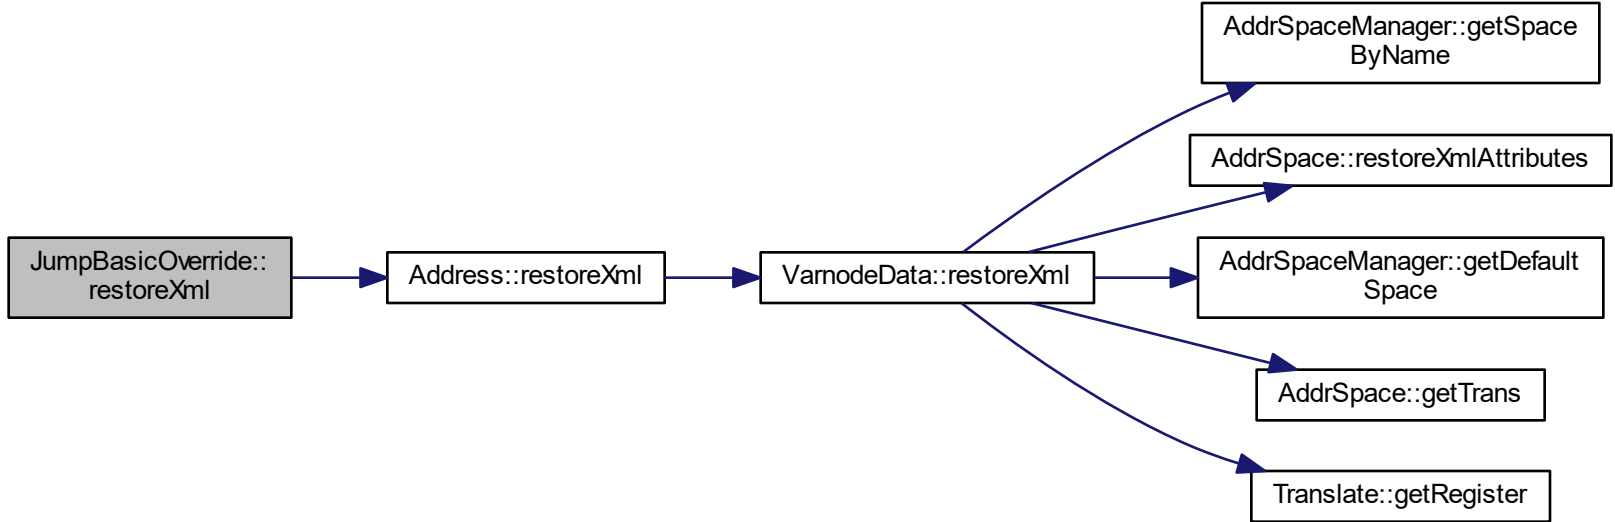 AddrSpaceManager::getSpace
ByName
AddrSpace::restoreXmlAttributes
JumpBasicOverride::
restoreXml
Address::restoreXml
VarnodeData::restoreXml
AddrSpaceManager::getDefault
Space
AddrSpace::getTrans
Translate::getRegister